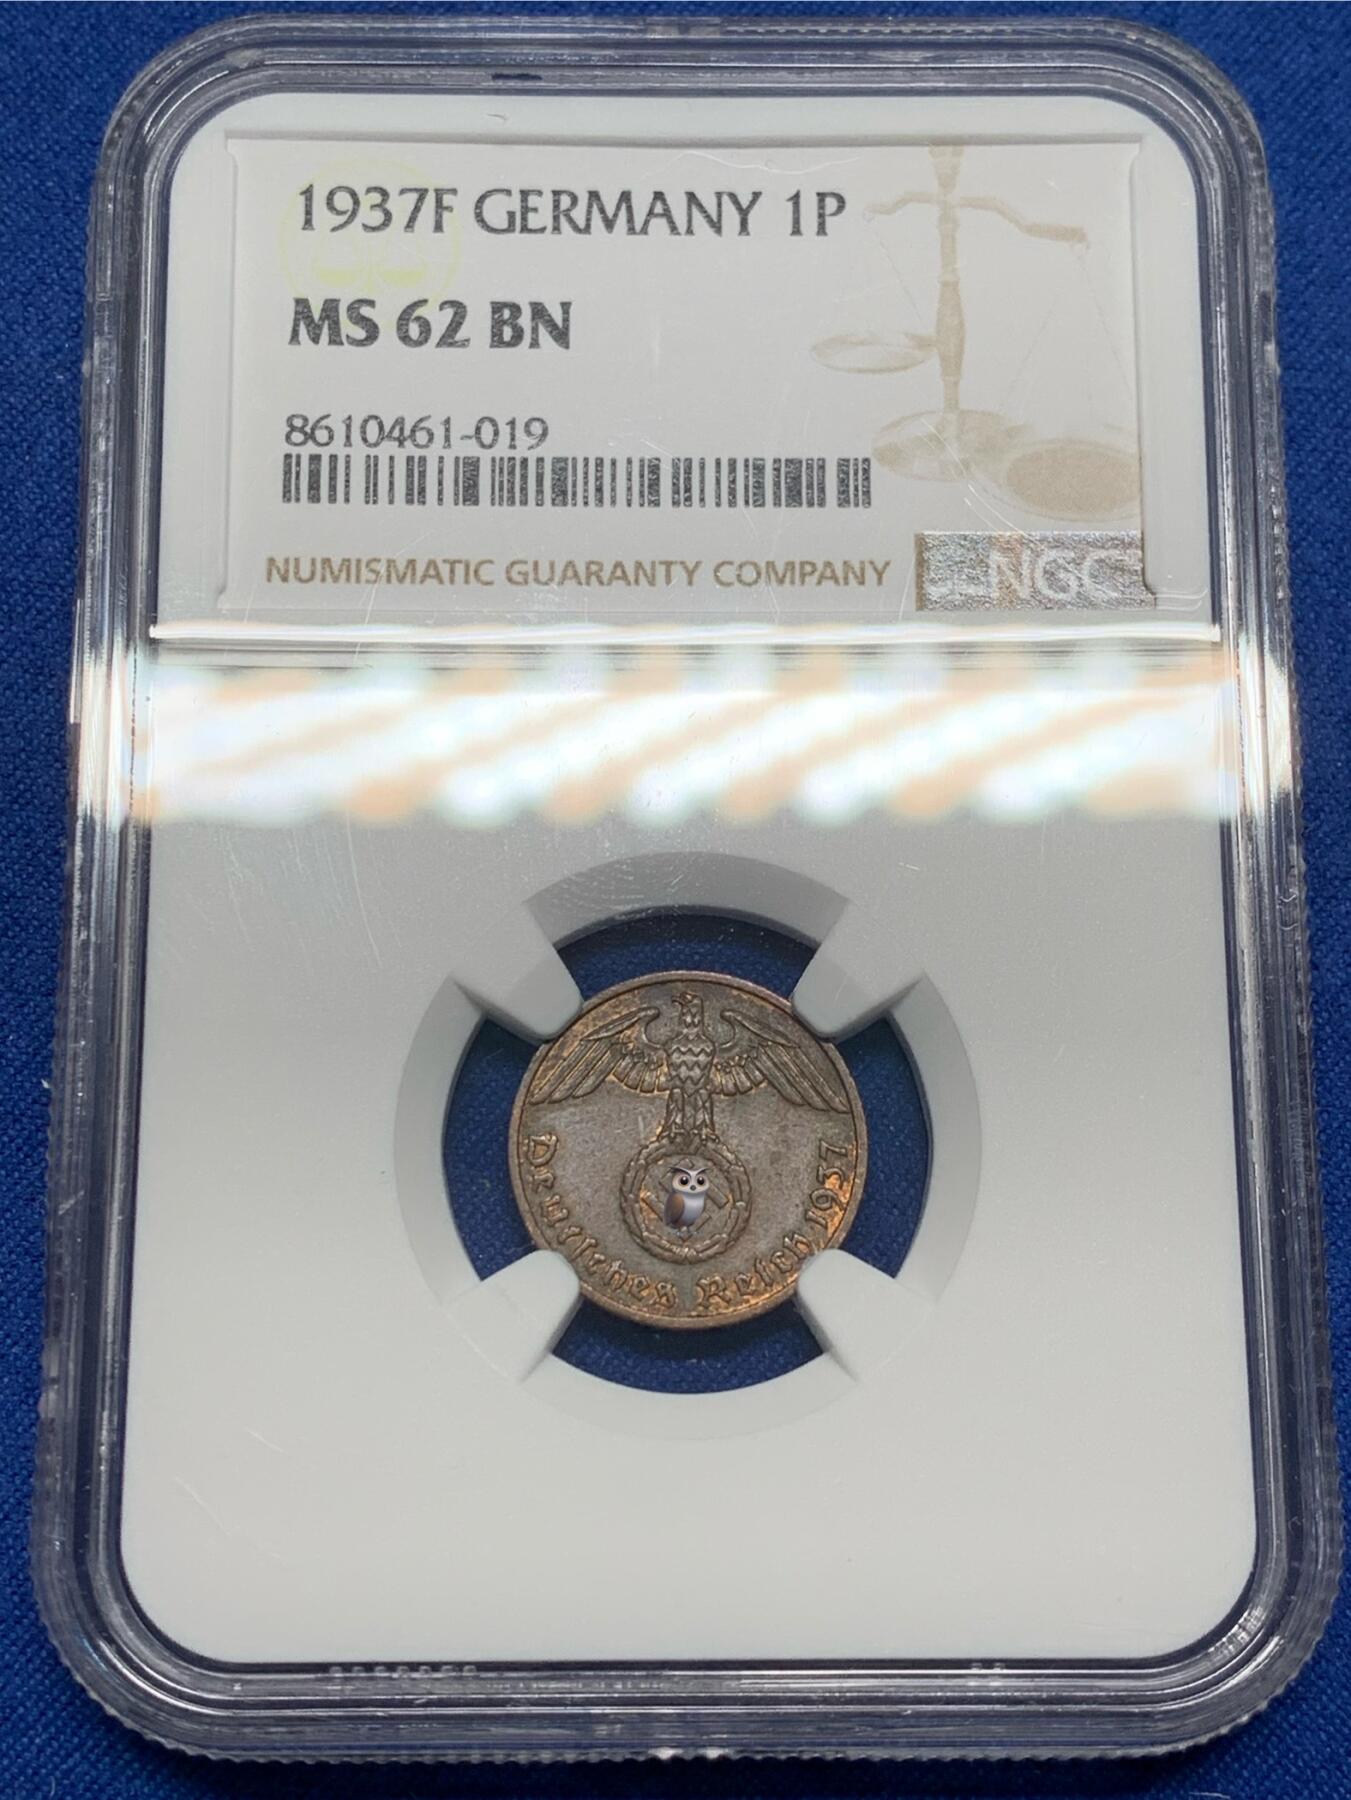 1937F GERMANY 1P
MS 62 BN
8610461-019
NUMISMATIC GUARANTY COMPANY
NGC
Deutsches Reich 1937